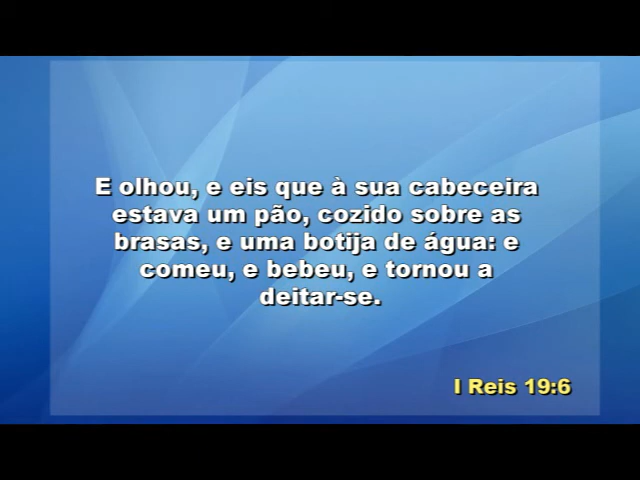 E olhou, e eis que à sua cabeceira
estava um pão, cozido sobre as
brasas, e uma botija de água: e
comeu, e bebeu, e tornou a
deitar-se.
I Reis 19:6